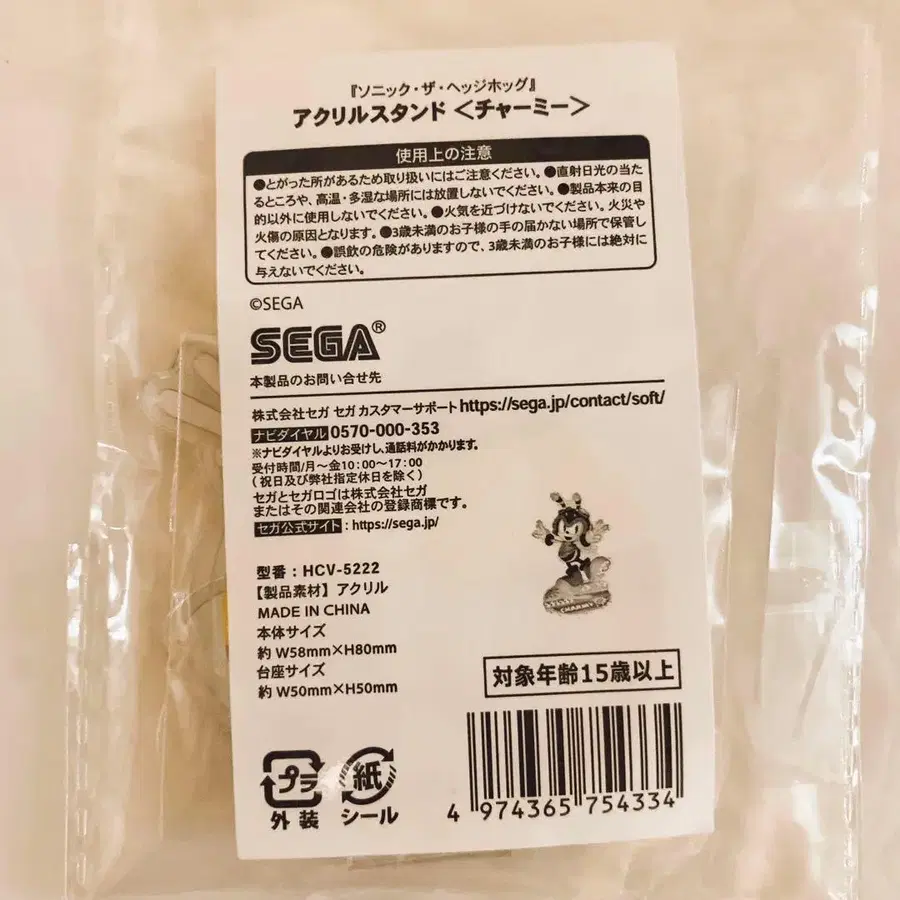 『ソニック・ザ・ヘッジホッグ』
アクリルスタンド＜チャーミー＞
使用上の注意
●とがった所があるため取り扱いにはご注意ください。●直射日光の当た
るところや、高温・多湿な場所には放置しないでください。●製品本来の目
的以外に使用しないでください。●火気を近づけないでください。火災や
火傷の原因となります。●3歳未満のお子様の手の届かない場所で保管し
てください。●誤飲の危険がありますので、3歳未満のお子様には絶対に
与えないでください。
©SEGA
SEGA®
本製品のお問い合せ先
株式会社セガ セガ カスタマーサポート https://sega.jp/contact/soft/
ナビダイヤル 0570-000-353
※ナビダイヤルよりお受けし、通話料がかかります。
受付時間/月～金10：00～17：00
（祝日及び弊社指定休日を除く）
セガとセガロゴは株式会社セガ
またはその関連会社の登録商標です。
セガ公式サイト：https://sega.jp/
型番：HCV-5222
【製品素材】アクリル
MADE IN CHINA
本体サイズ
約 W58mm×H80mm
台座サイズ
約 W50mm×H50mm
CHARMY
対象年齢15歳以上
プラ
外装
紙
シール
4 974365 754334